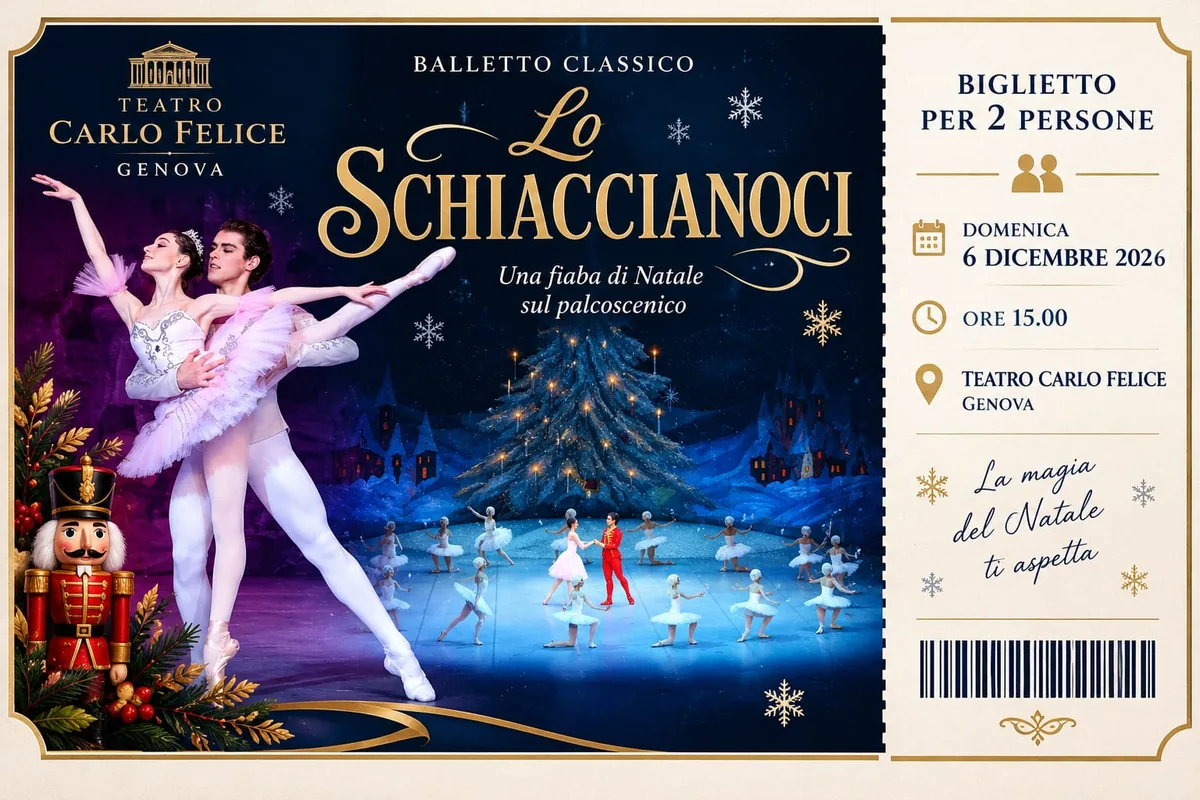 TEATRO
CARLO FELICE
GENOVA
BALLETTO CLASSICO
Lo
SCHIACCIANOCI
Una fiaba di Natale
sul palcoscenico
BIGLIETTO
PER 2 PERSONE
DOMENICA
6 DICEMBRE 2026
ORE 15.00
TEATRO CARLO FELICE
GENOVA
La magia
del Natale
ti aspetta